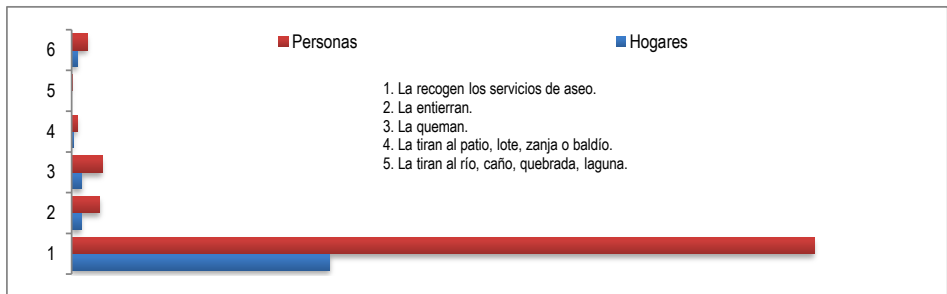 6
Personas
Hogares
5
1. La recogen los servicios de aseo.
2. La entierran.
3. La queman.
4
4. La tiran al patio, lote, zanja o baldío.
5. La tiran al río, caño, quebrada, laguna.
3
2
1